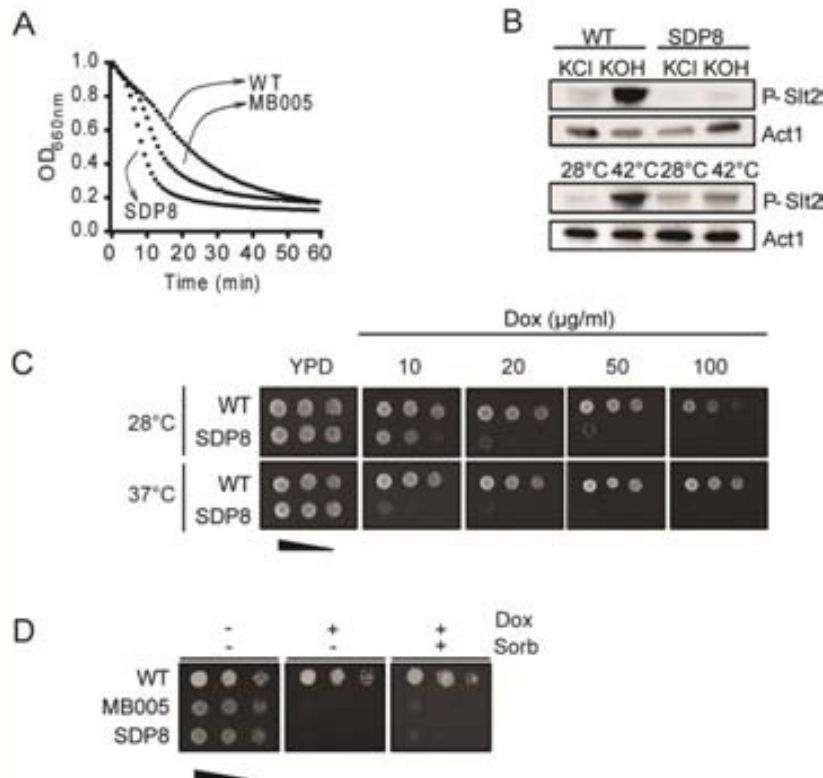 A
1.0
0.8
0.6
0.4
0.2
0.0
OD660nm
WT
MB005
SDP8
0 10 20 30 40 50 60
Time (min)
B
WT SDP8
KCl KOH KCl KOH
P-Slt2
Act1
28°C 42°C 28°C 42°C
P-Slt2
Act1
C
Dox (µg/ml)
YPD 10 20 50 100
28°C
WT
SDP8
37°C
WT
SDP8
D
- + + Dox
- - + Sorb
WT
MB005
SDP8